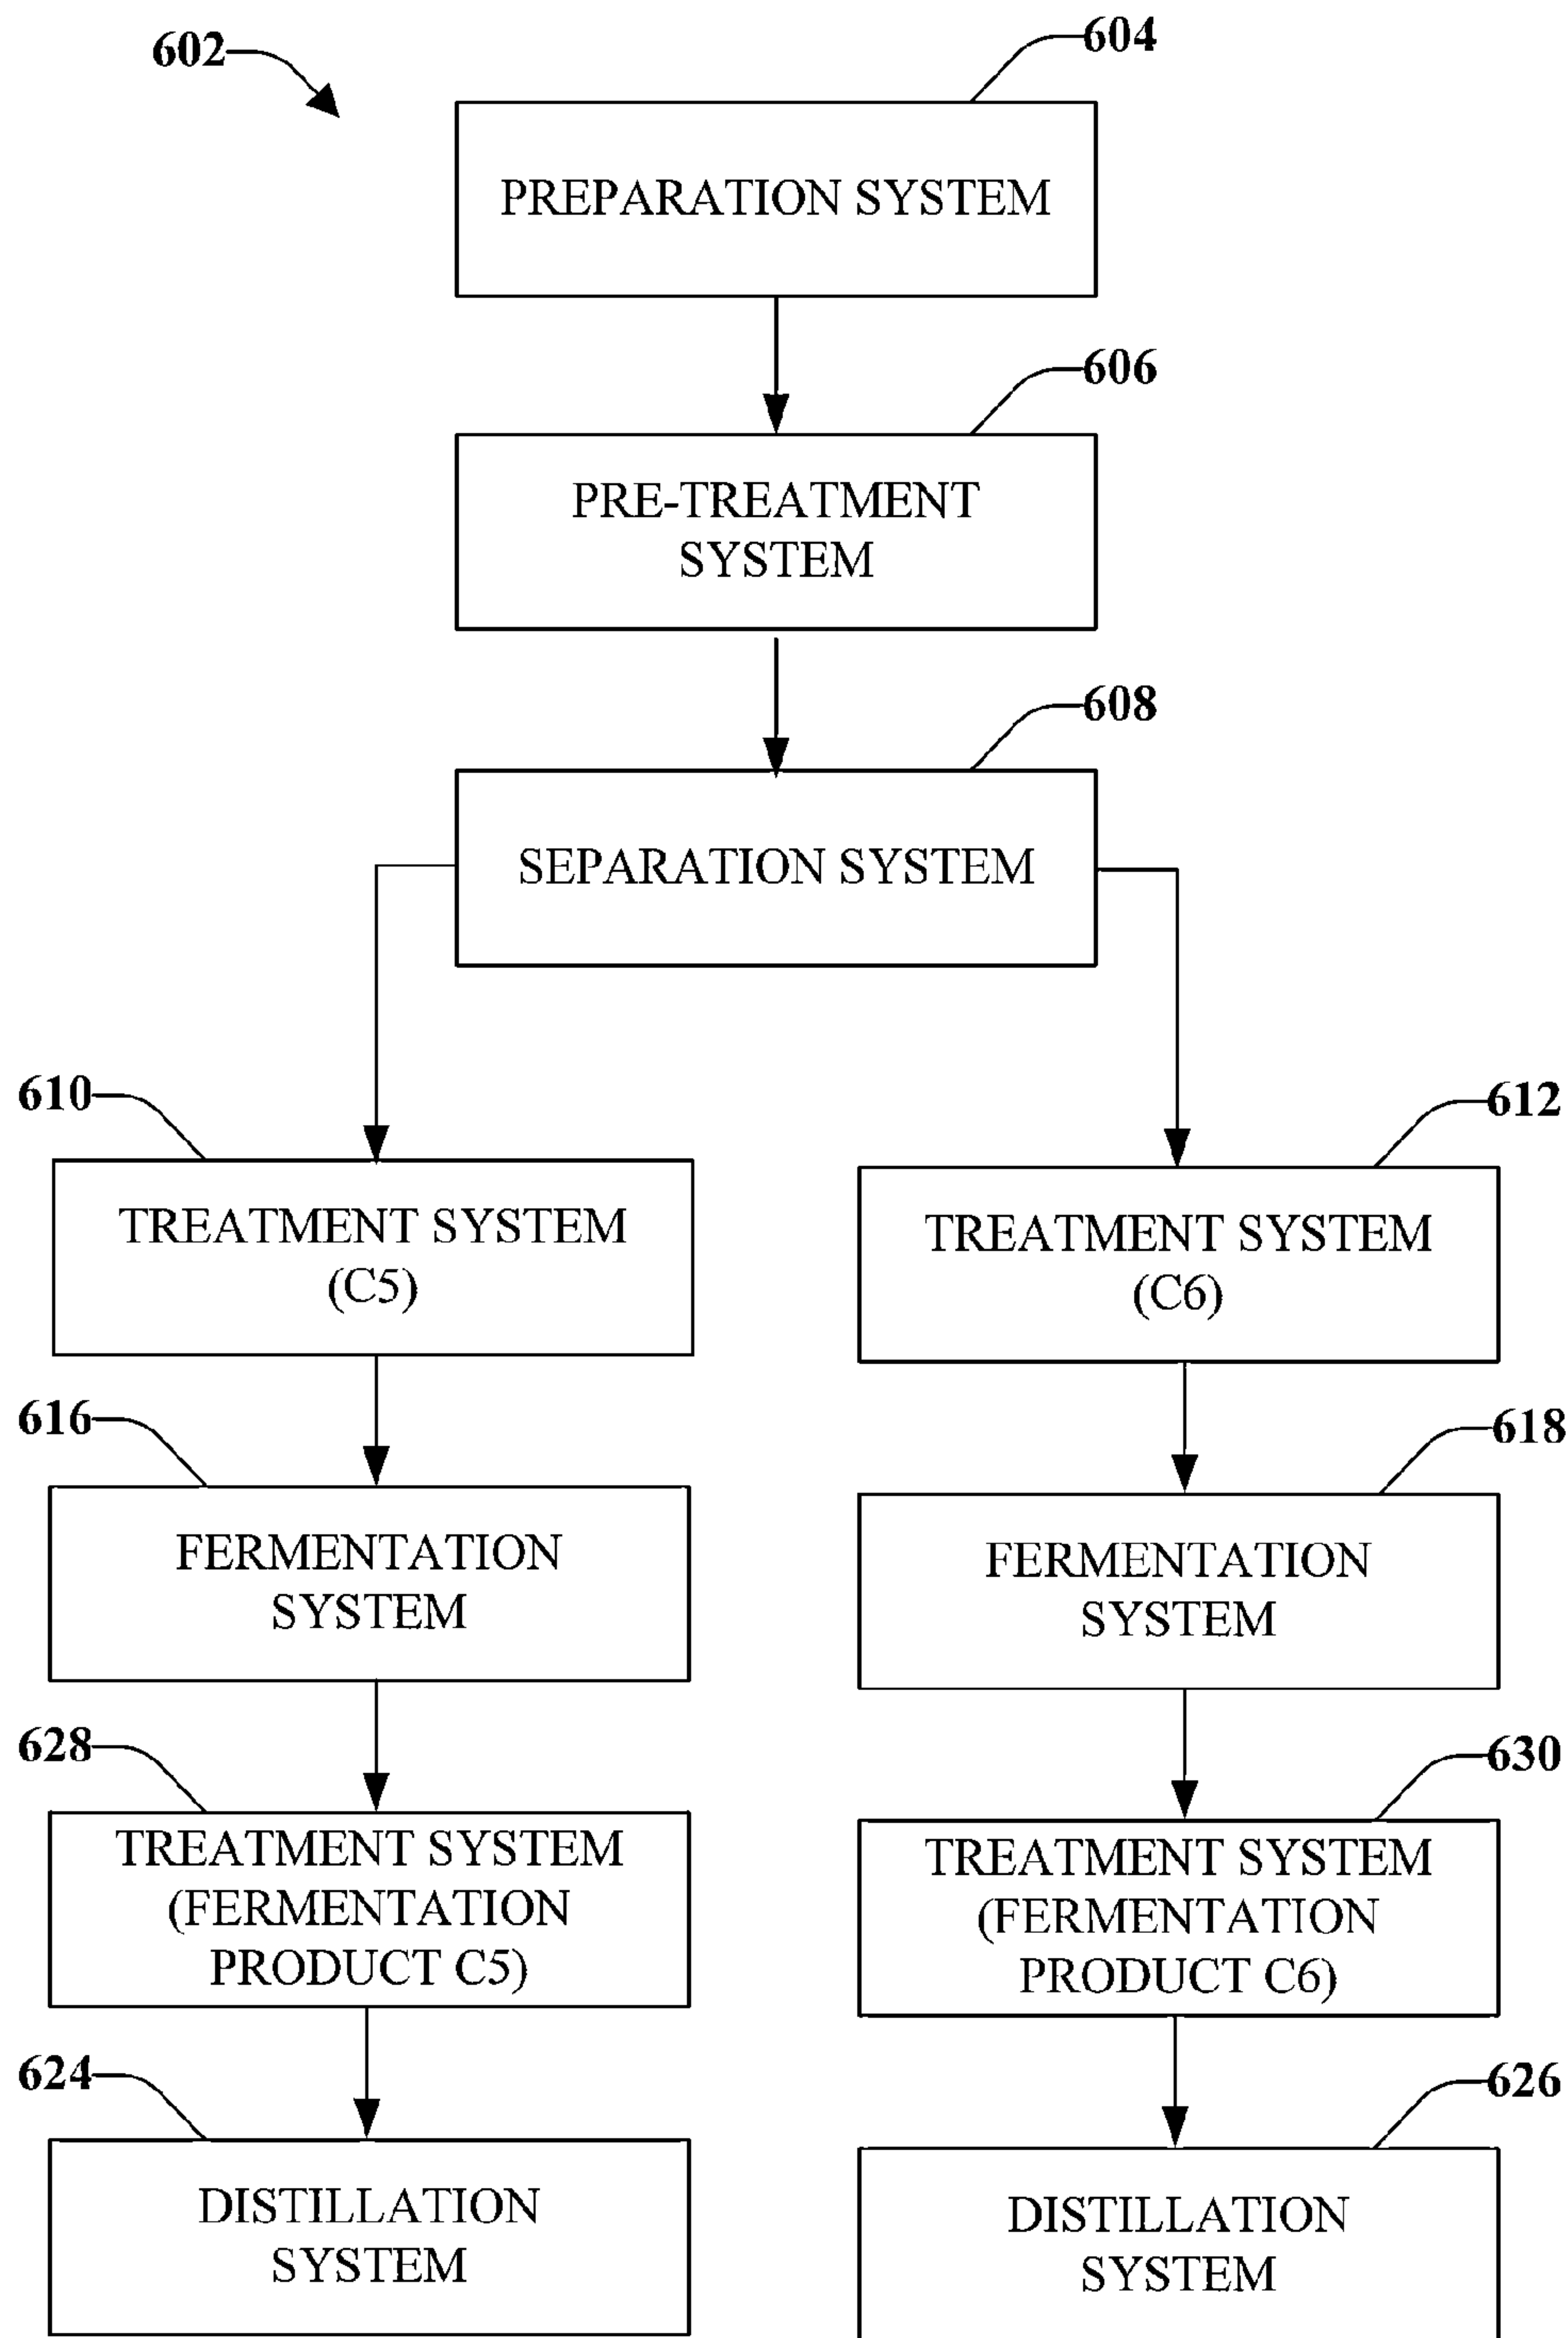 602
604
PREPARATION SYSTEM
606
PRE-TREATMENT
SYSTEM
608
SEPARATION SYSTEM
610
TREATMENT SYSTEM
(C5)
612
TREATMENT SYSTEM
(C6)
616
FERMENTATION
SYSTEM
618
FERMENTATION
SYSTEM
628
TREATMENT SYSTEM
(FERMENTATION
PRODUCT C5)
630
TREATMENT SYSTEM
(FERMENTATION
PRODUCT C6)
624
DISTILLATION
SYSTEM
626
DISTILLATION
SYSTEM